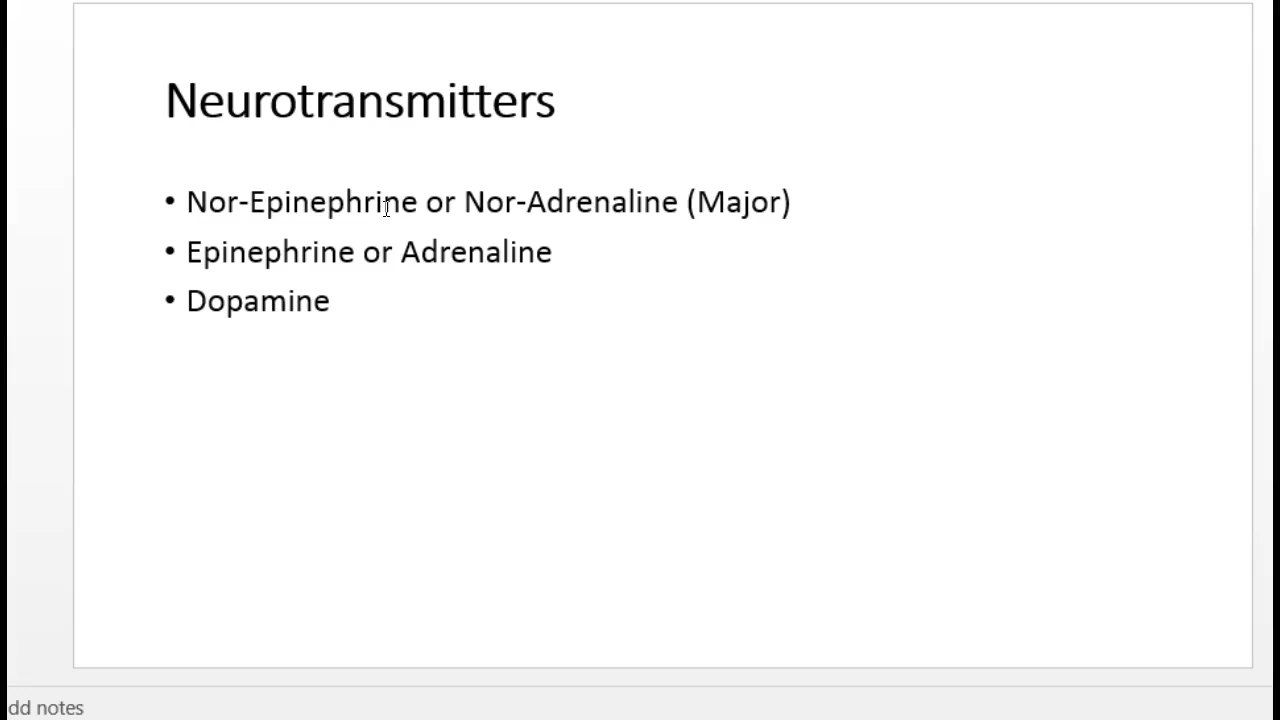 Neurotransmitters
• Nor-Epinephrine or Nor-Adrenaline (Major)
• Epinephrine or Adrenaline
• Dopamine
dd notes